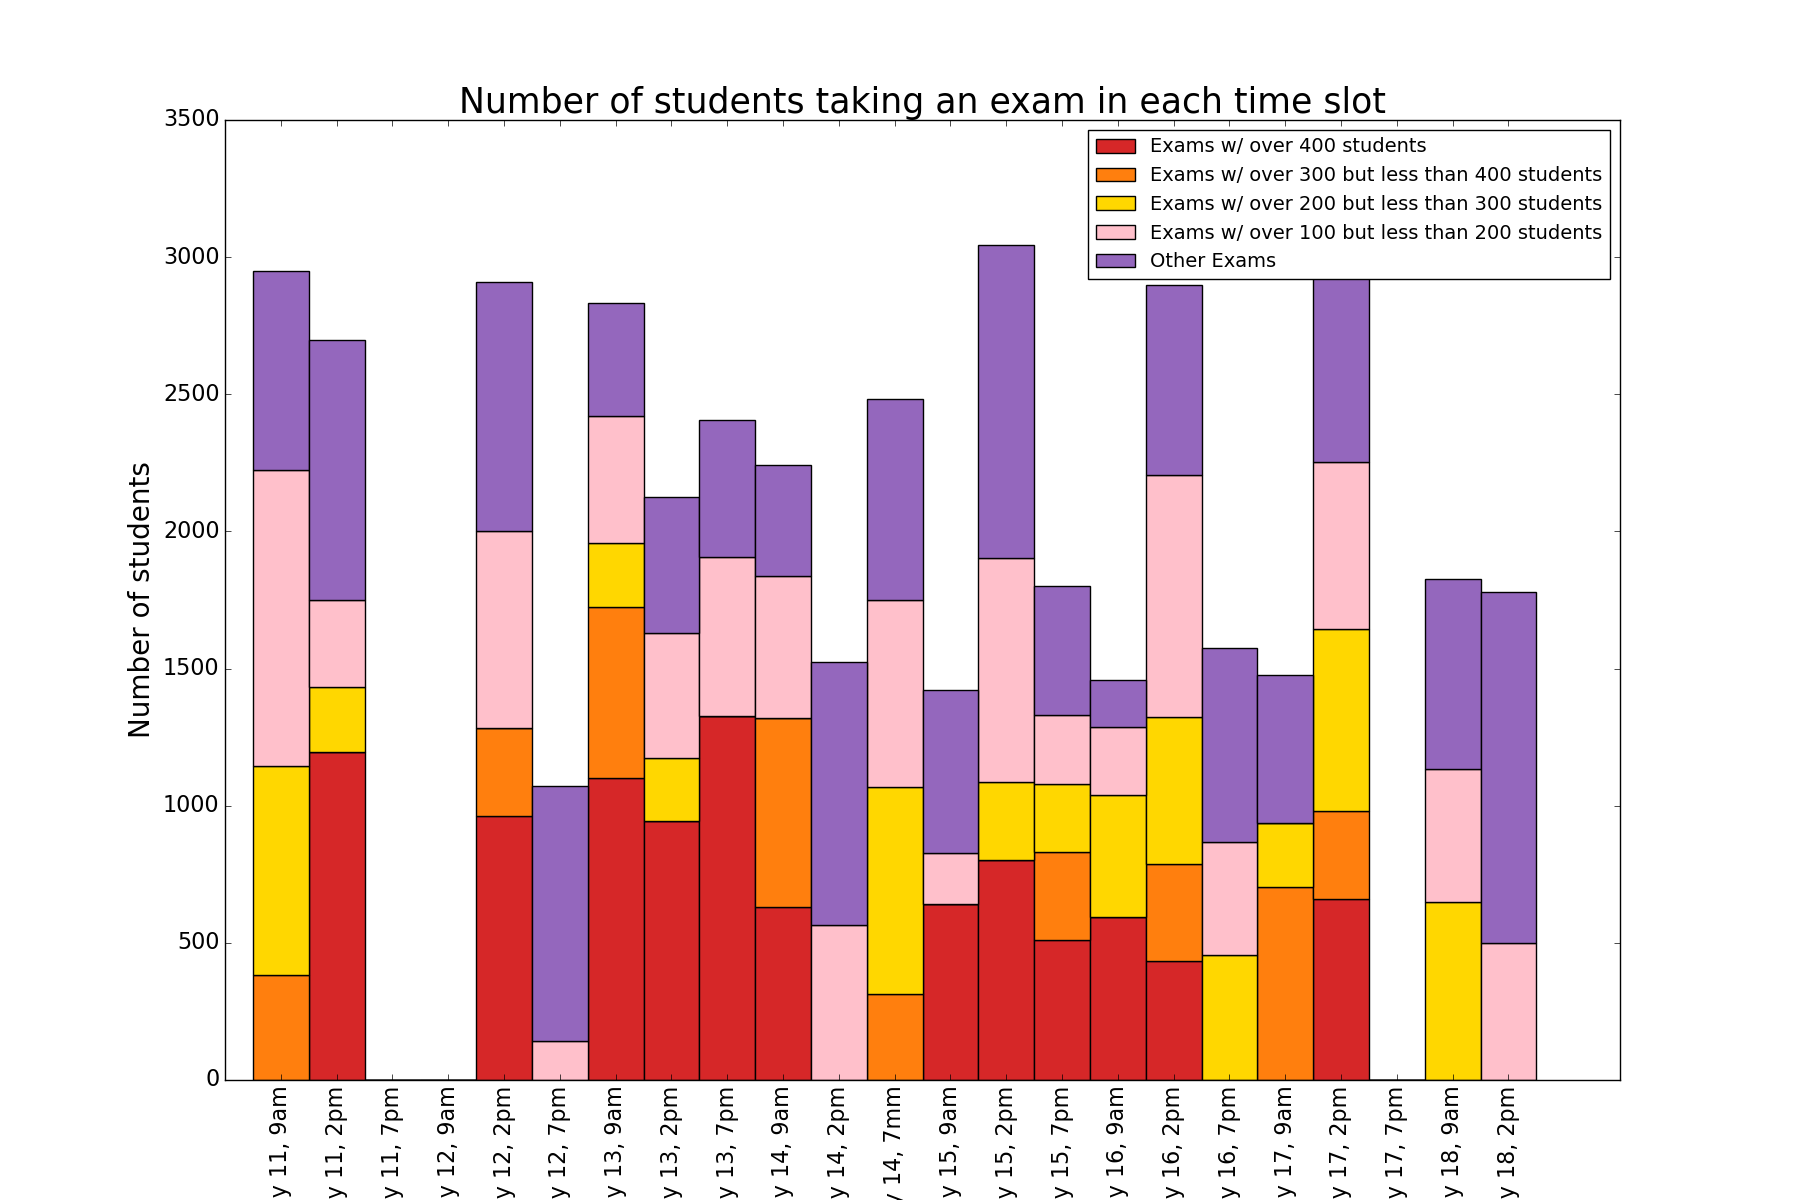 Number of students taking an exam in each time slot
Exams w/ over 400 students
Exams w/ over 300 but less than 400 students
Exams w/ over 200 but less than 300 students
Exams w/ over 100 but less than 200 students
Other Exams
Number of students
3500
3000
2500
2000
1500
1000
500
0
y 11, 9am
y 11, 2pm
y 11, 7pm
y 12, 9am
y 12, 2pm
y 12, 7pm
y 13, 9am
y 13, 2pm
y 13, 7pm
y 14, 9am
y 14, 2pm
y 14, 7mm
y 15, 9am
y 15, 2pm
y 15, 7pm
y 16, 9am
y 16, 2pm
y 16, 7pm
y 17, 9am
y 17, 2pm
y 17, 7pm
y 18, 9am
y 18, 2pm